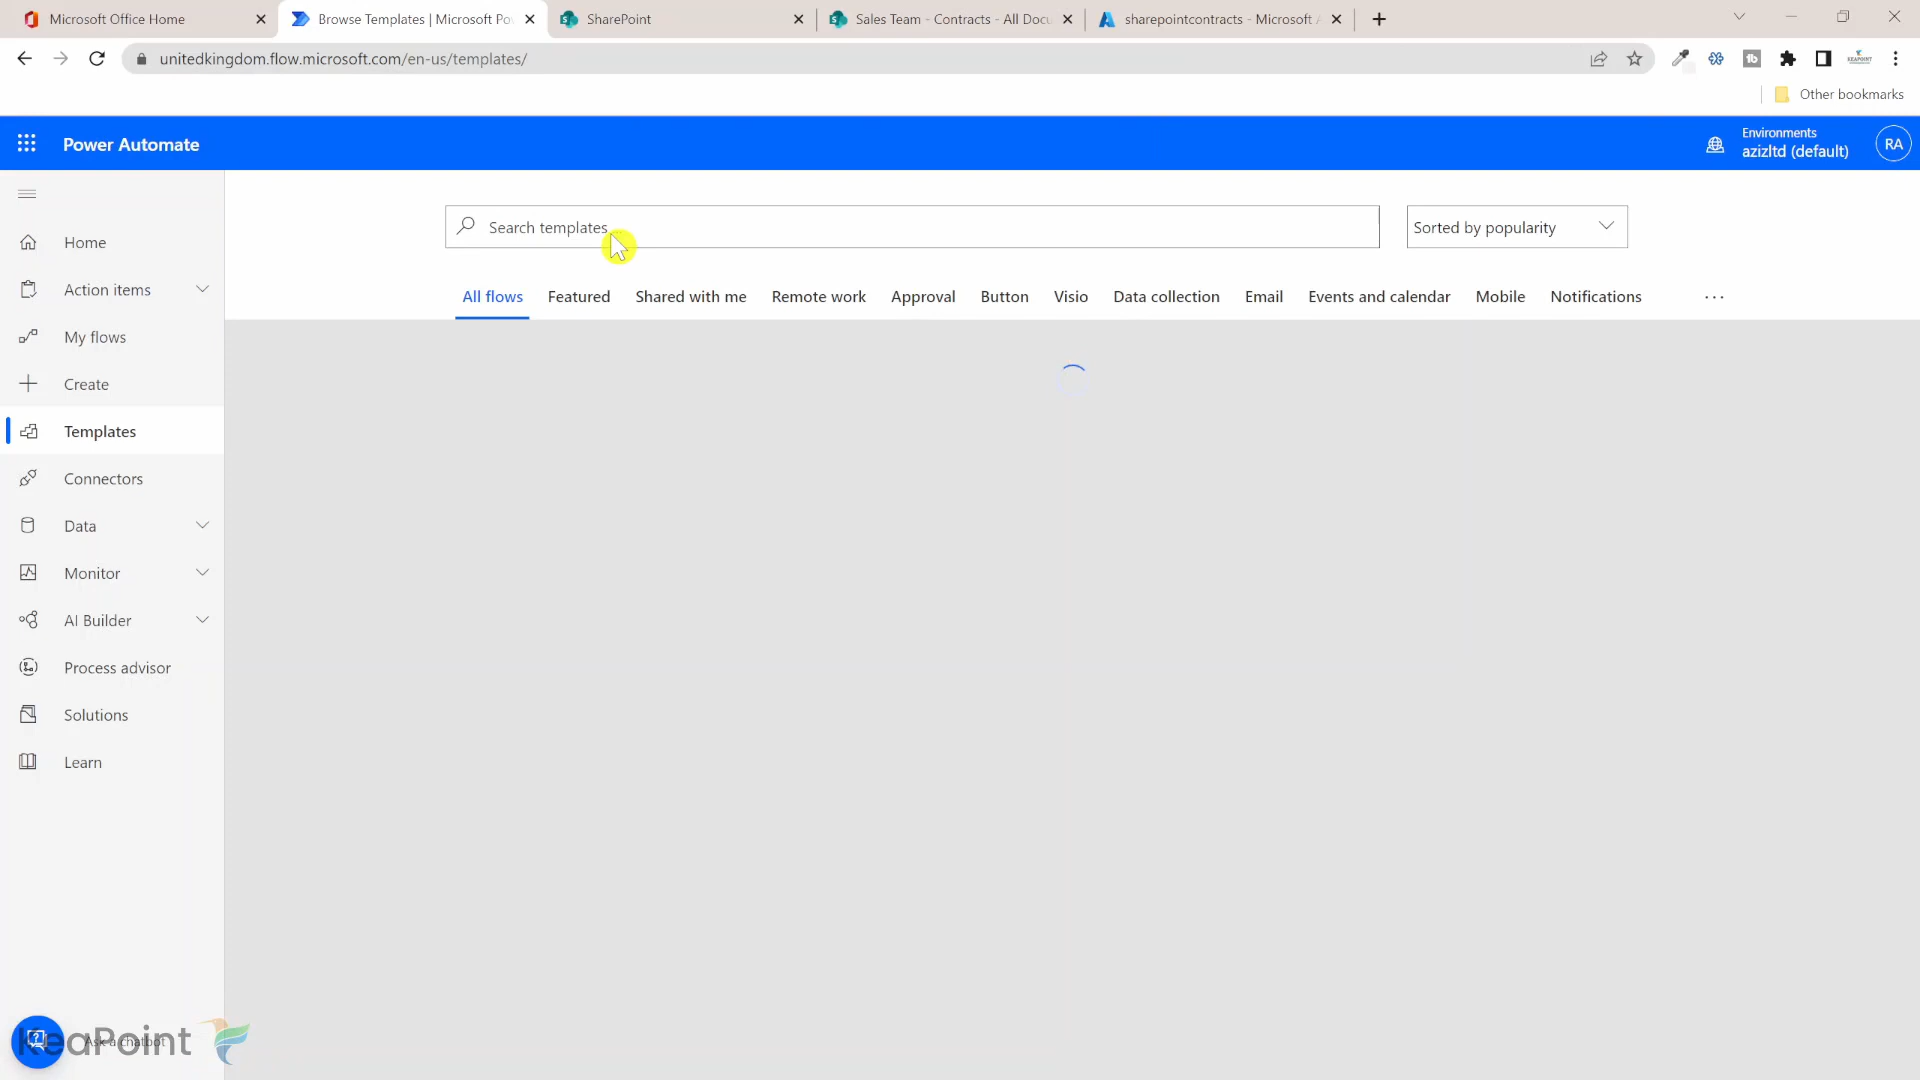 Microsoft Office Home
Browse Templates | Microsoft Po
SharePoint
Sales Team - Contracts - All Docu
sharepointcontracts - Microsoft A
unitedkingdom.flow.microsoft.com/en-us/templates/
Other bookmarks
Power Automate
Environments
azizltd (default)
RA
Search templates
Sorted by popularity
All flows
Featured
Shared with me
Remote work
Approval
Button
Visio
Data collection
Email
Events and calendar
Mobile
Notifications
Home
Action items
My flows
Create
Templates
Connectors
Data
Monitor
AI Builder
Process advisor
Solutions
Learn
Ask a chatbot
KeaPoint